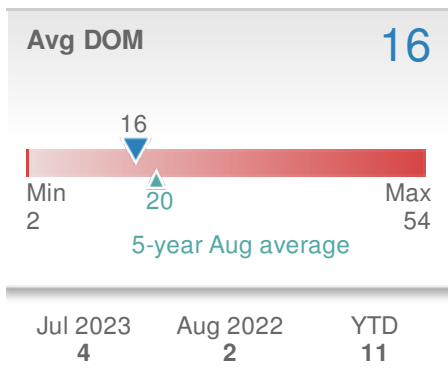 Avg DOM 16
16
Min Max
2 20 54
5-year Aug average
Jul 2023 Aug 2022 YTD
4 2 11